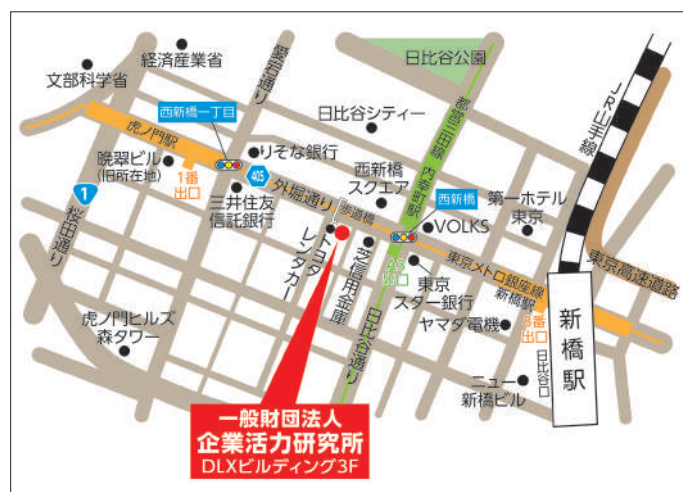 経済産業省
文部科学省
愛宕通り
日比谷公園
JR山手線
都営三田線 内幸町駅
日比谷シティー
西新橋一丁目
虎ノ門駅
りそな銀行
晩翠ビル
(旧所在地)
1番
出口
405
三井住友
信託銀行
外堀通り
西新橋
スクエア
歩道橋
西新橋
VOLKS
第一ホテル
東京
1
桜田通り
トヨタ
レンタカー
芝信用金庫
A3
出口
東京
スター銀行
東京メトロ銀座線
新橋駅
東京高速道路
虎ノ門ヒルズ
森タワー
日比谷通り
ヤマダ電機
8番
出口
日比谷口
新橋駅
ニュー
新橋ビル
一般財団法人
企業活力研究所
DLXビルディング3F